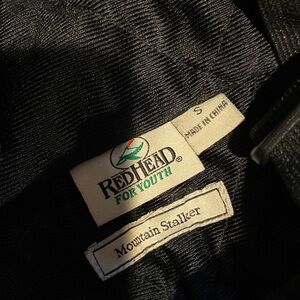 S
MADE IN CHINA
REDHEAD®
FOR YOUTH
Mountain Stalker